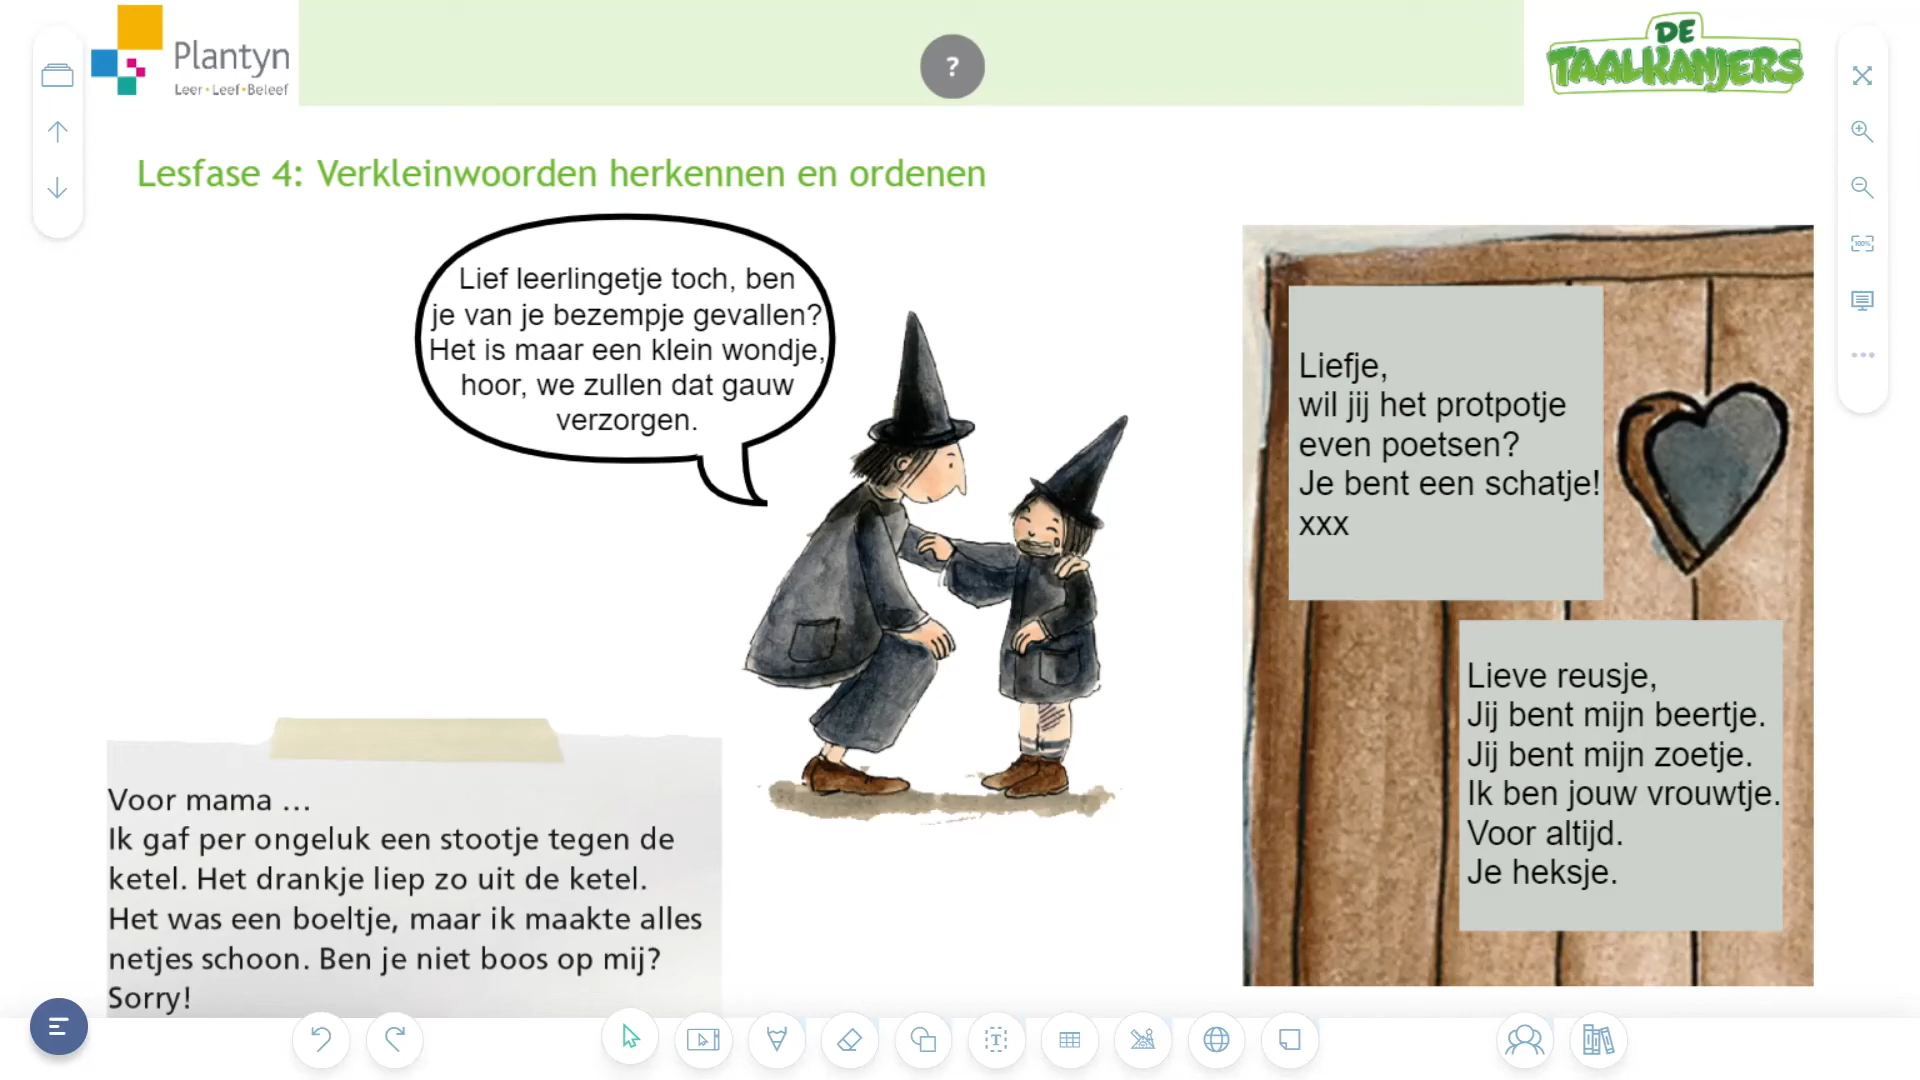 Plantyn
Leer•Leef•Beleef
?
DE
TAALKANJERS
Lesfase 4: Verkleinwoorden herkennen en ordenen
Lief leerlingetje toch, ben
je van je bezempje gevallen?
Het is maar een klein wondje,
hoor, we zullen dat gauw
verzorgen.
Liefje,
wil jij het protpotje
even poetsen?
Je bent een schatje!
xxx
Lieve reusje,
Jij bent mijn beertje.
Jij bent mijn zoetje.
Ik ben jouw vrouwtje.
Voor altijd.
Je heksje.
Voor mama ...
Ik gaf per ongeluk een stootje tegen de
ketel. Het drankje liep zo uit de ketel.
Het was een boeltje, maar ik maakte alles
netjes schoon. Ben je niet boos op mij?
Sorry!
100%
T